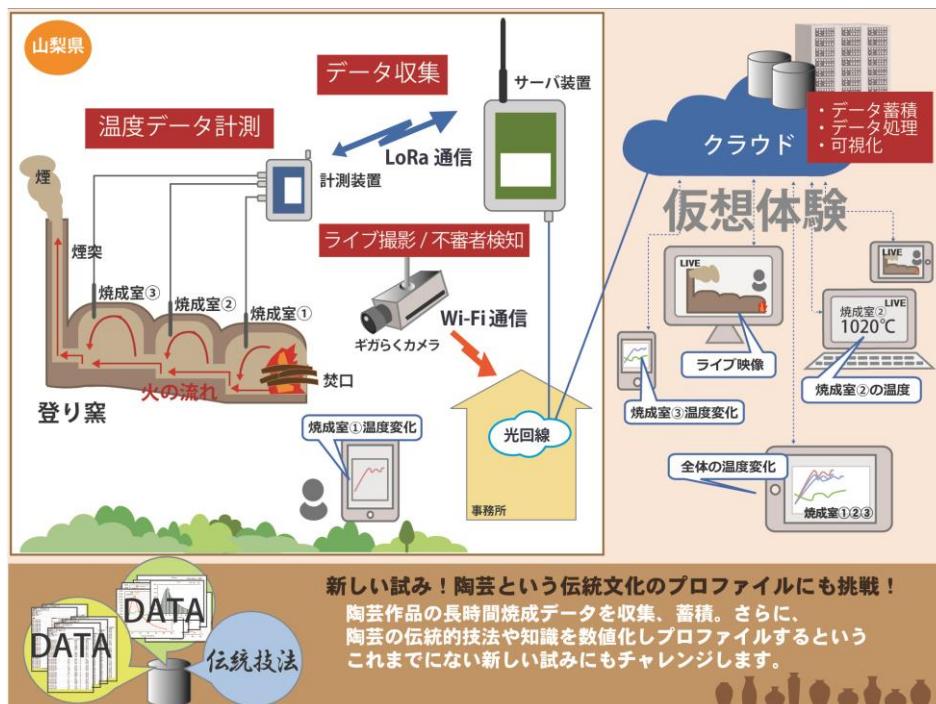 山梨県
データ収集
サーバ装置
温度データ計測
LoRa 通信
計測装置
煙
煙突
焼成室③
焼成室②
焼成室①
火の流れ
焚口
登り窯
ライブ撮影 / 不審者検知
ギガらくカメラ
Wi-Fi 通信
焼成室①温度変化
光回線
事務所
クラウド
・データ蓄積
・データ処理
・可視化
仮想体験
LIVE
ライブ映像
LIVE
LIVE
焼成室②
1020℃
焼成室②の温度
焼成室③温度変化
全体の温度変化
焼成室①②③
DATA
DATA
伝統技法
新しい試み！陶芸という伝統文化のプロファイルにも挑戦！
陶芸作品の長時間焼成データを収集、蓄積。さらに、
陶芸の伝統的技法や知識を数値化しプロファイルするという
これまでにない新しい試みにもチャレンジします。